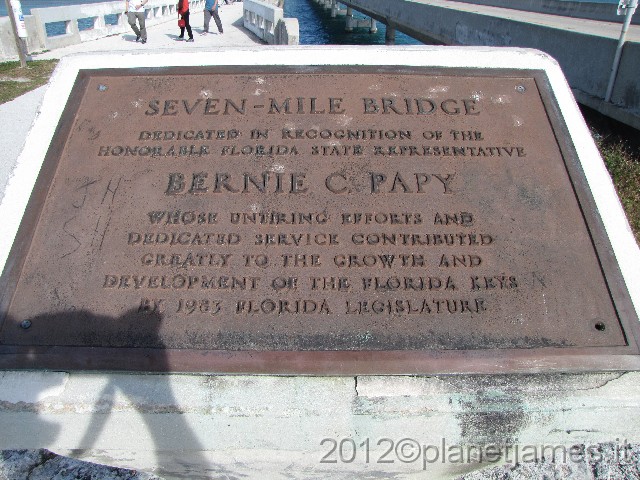 SEVEN-MILE BRIDGE
DEDICATED IN RECOGNITION OF THE
HONORABLE FLORIDA STATE REPRESENTATIVE
BERNIE C. PAPY
WHOSE UNTIRING EFFORTS AND
DEDICATED SERVICE CONTRIBUTED
GREATLY TO THE GROWTH AND
DEVELOPMENT OF THE FLORIDA KEYS
BY 1983 FLORIDA LEGISLATURE
J H
S H
2012©planetjames.it